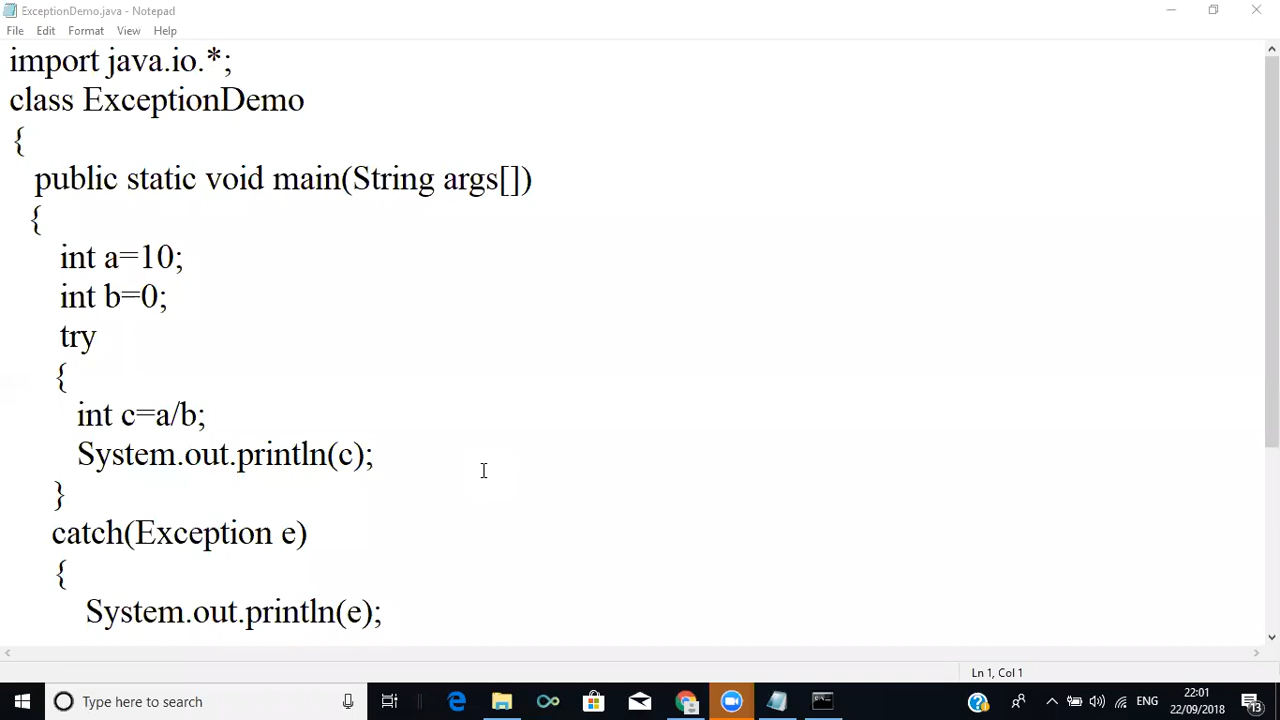 ExceptionDemo.java - Notepad
File Edit Format View Help
import java.io.*;
class ExceptionDemo
{
public static void main(String args[])
{
int a=10;
int b=0;
try
{
int c=a/b;
System.out.println(c);
}
catch(Exception e)
{
System.out.println(e);
Ln 1, Col 1
Type here to search
ENG
22:01
22/09/2018
13